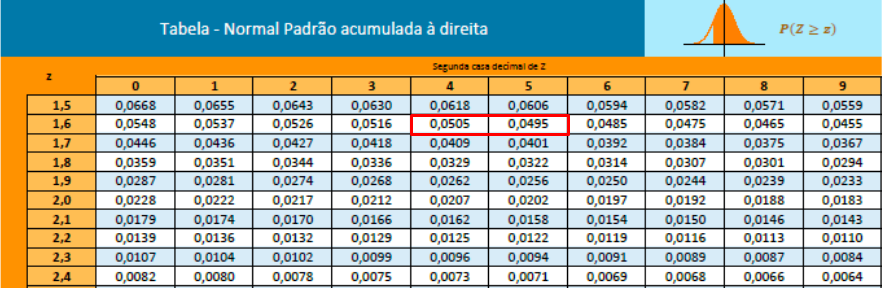 Tabela - Normal Padrão acumulada à direita
P(Z ≥ z)
z
Segunda casa decimal de Z
0 1 2 3 4 5 6 7 8 9
1,5 0,0668 0,0655 0,0643 0,0630 0,0618 0,0606 0,0594 0,0582 0,0571 0,0559
1,6 0,0548 0,0537 0,0526 0,0516 0,0505 0,0495 0,0485 0,0475 0,0465 0,0455
1,7 0,0446 0,0436 0,0427 0,0418 0,0409 0,0401 0,0392 0,0384 0,0375 0,0367
1,8 0,0359 0,0351 0,0344 0,0336 0,0329 0,0322 0,0314 0,0307 0,0301 0,0294
1,9 0,0287 0,0281 0,0274 0,0268 0,0262 0,0256 0,0250 0,0244 0,0239 0,0233
2,0 0,0228 0,0222 0,0217 0,0212 0,0207 0,0202 0,0197 0,0192 0,0188 0,0183
2,1 0,0179 0,0174 0,0170 0,0166 0,0162 0,0158 0,0154 0,0150 0,0146 0,0143
2,2 0,0139 0,0136 0,0132 0,0129 0,0125 0,0122 0,0119 0,0116 0,0113 0,0110
2,3 0,0107 0,0104 0,0102 0,0099 0,0096 0,0094 0,0091 0,0089 0,0087 0,0084
2,4 0,0082 0,0080 0,0078 0,0075 0,0073 0,0071 0,0069 0,0068 0,0066 0,0064